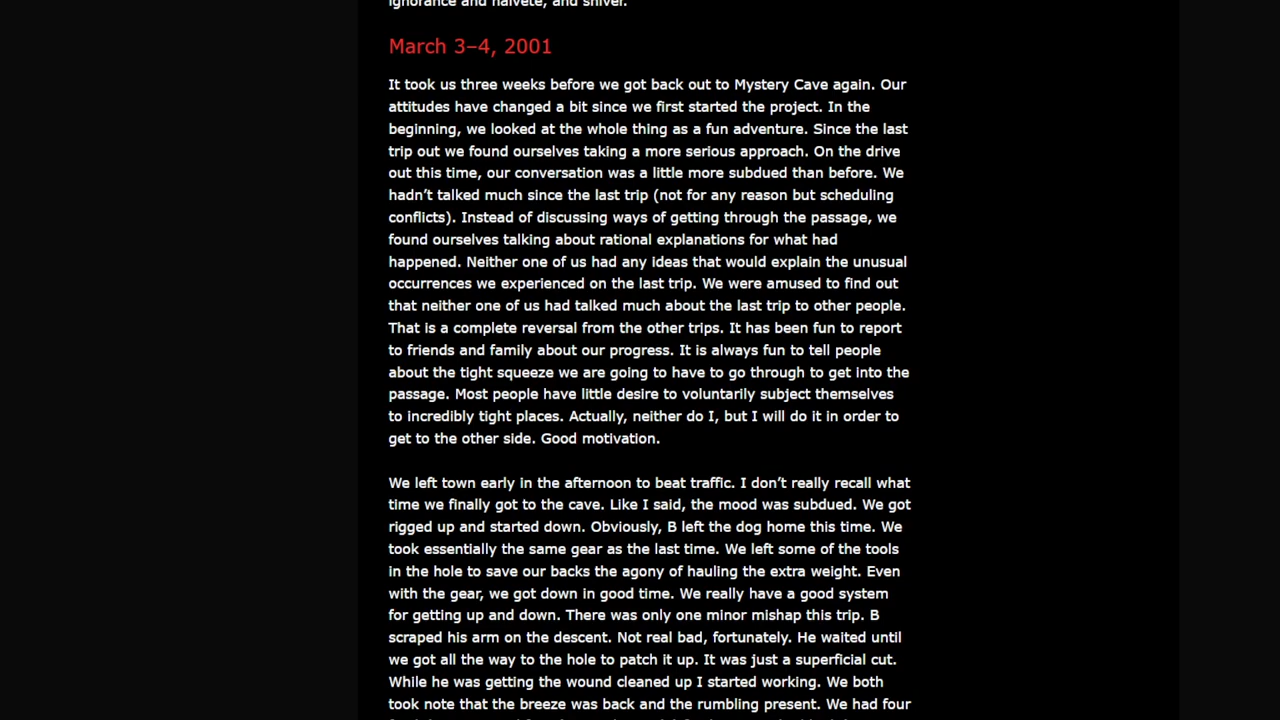 ignorance and naivete, and shiver.
March 3–4, 2001
It took us three weeks before we got back out to Mystery Cave again. Our
attitudes have changed a bit since we first started the project. In the
beginning, we looked at the whole thing as a fun adventure. Since the last
trip out we found ourselves taking a more serious approach. On the drive
out this time, our conversation was a little more subdued than before. We
hadn’t talked much since the last trip (not for any reason but scheduling
conflicts). Instead of discussing ways of getting through the passage, we
found ourselves talking about rational explanations for what had
happened. Neither one of us had any ideas that would explain the unusual
occurrences we experienced on the last trip. We were amused to find out
that neither one of us had talked much about the last trip to other people.
That is a complete reversal from the other trips. It has been fun to report
to friends and family about our progress. It is always fun to tell people
about the tight squeeze we are going to have to go through to get into the
passage. Most people have little desire to voluntarily subject themselves
to incredibly tight places. Actually, neither do I, but I will do it in order to
get to the other side. Good motivation.
We left town early in the afternoon to beat traffic. I don’t really recall what
time we finally got to the cave. Like I said, the mood was subdued. We got
rigged up and started down. Obviously, B left the dog home this time. We
took essentially the same gear as the last time. We left some of the tools
in the hole to save our backs the agony of hauling the extra weight. Even
with the gear, we got down in good time. We really have a good system
for getting up and down. There was only one minor mishap this trip. B
scraped his arm on the descent. Not real bad, fortunately. He waited until
we got all the way to the hole to patch it up. It was just a superficial cut.
While he was getting the wound cleaned up I started working. We both
took note that the breeze was back and the rumbling present. We had four